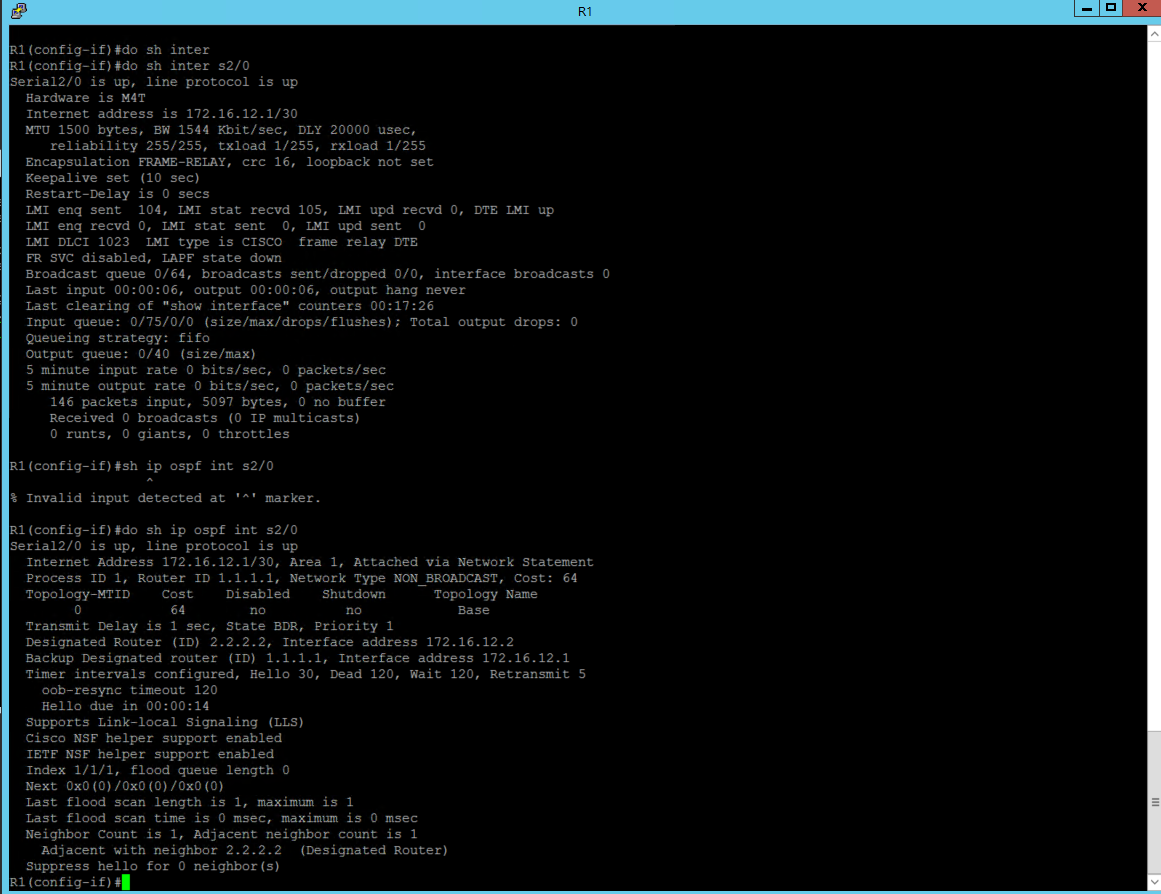 R1
R1(config-if)#do sh inter
R1(config-if)#do sh inter s2/0
Serial2/0 is up, line protocol is up
  Hardware is M4T
  Internet address is 172.16.12.1/30
  MTU 1500 bytes, BW 1544 Kbit/sec, DLY 20000 usec,
     reliability 255/255, txload 1/255, rxload 1/255
  Encapsulation FRAME-RELAY, crc 16, loopback not set
  Keepalive set (10 sec)
  Restart-Delay is 0 secs
  LMI enq sent  104, LMI stat recvd 105, LMI upd recvd 0, DTE LMI up
  LMI enq recvd 0, LMI stat sent  0, LMI upd sent  0
  LMI DLCI 1023  LMI type is CISCO  frame relay DTE
  FR SVC disabled, LAPF state down
  Broadcast queue 0/64, broadcasts sent/dropped 0/0, interface broadcasts 0
  Last input 00:00:06, output 00:00:06, output hang never
  Last clearing of "show interface" counters 00:17:26
  Input queue: 0/75/0/0 (size/max/drops/flushes); Total output drops: 0
  Queueing strategy: fifo
  Output queue: 0/40 (size/max)
  5 minute input rate 0 bits/sec, 0 packets/sec
  5 minute output rate 0 bits/sec, 0 packets/sec
     146 packets input, 5097 bytes, 0 no buffer
     Received 0 broadcasts (0 IP multicasts)
     0 runts, 0 giants, 0 throttles
R1(config-if)#sh ip ospf int s2/0
                 ^
% Invalid input detected at '^' marker.
R1(config-if)#do sh ip ospf int s2/0
Serial2/0 is up, line protocol is up
  Internet Address 172.16.12.1/30, Area 1, Attached via Network Statement
  Process ID 1, Router ID 1.1.1.1, Network Type NON_BROADCAST, Cost: 64
  Topology-MTID    Cost    Disabled    Shutdown      Topology Name
        0           64        no          no            Base
  Transmit Delay is 1 sec, State BDR, Priority 1
  Designated Router (ID) 2.2.2.2, Interface address 172.16.12.2
  Backup Designated router (ID) 1.1.1.1, Interface address 172.16.12.1
  Timer intervals configured, Hello 30, Dead 120, Wait 120, Retransmit 5
    oob-resync timeout 120
    Hello due in 00:00:14
  Supports Link-local Signaling (LLS)
  Cisco NSF helper support enabled
  IETF NSF helper support enabled
  Index 1/1/1, flood queue length 0
  Next 0x0(0)/0x0(0)/0x0(0)
  Last flood scan length is 1, maximum is 1
  Last flood scan time is 0 msec, maximum is 0 msec
  Neighbor Count is 1, Adjacent neighbor count is 1
    Adjacent with neighbor 2.2.2.2  (Designated Router)
  Suppress hello for 0 neighbor(s)
R1(config-if)#